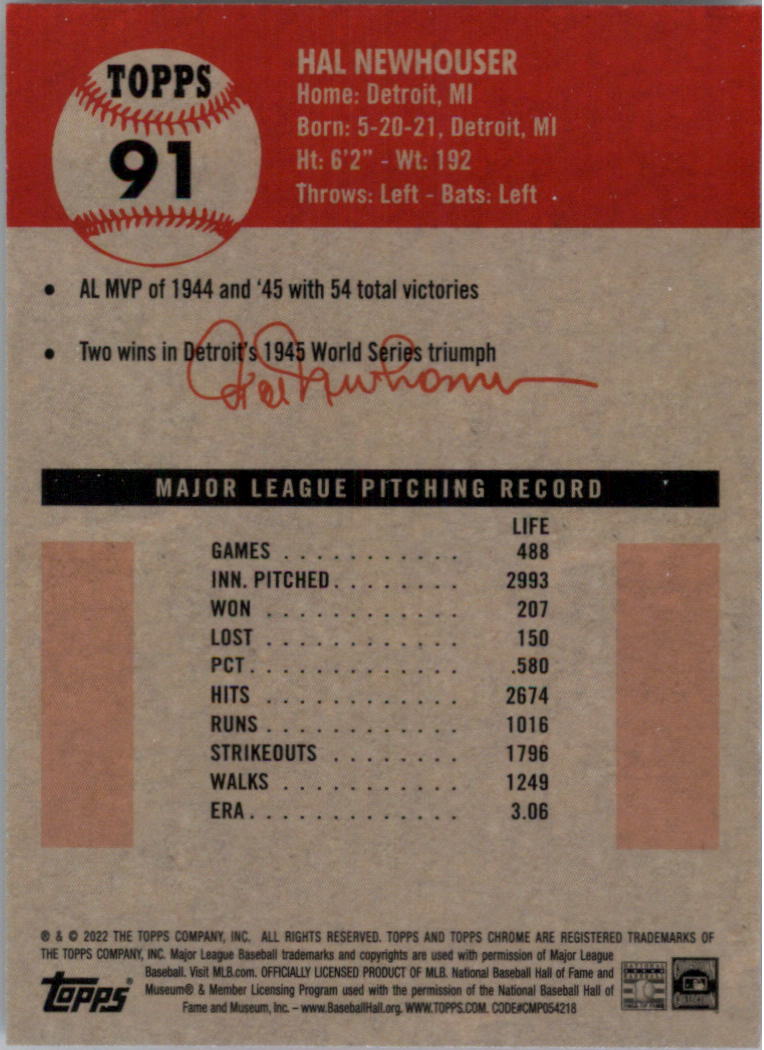 TOPPS
91
HAL NEWHOUSER
Home: Detroit, MI
Born: 5-20-21, Detroit, MI
Ht: 6'2" - Wt: 192
Throws: Left - Bats: Left
• AL MVP of 1944 and '45 with 54 total victories
• Two wins in Detroit's 1945 World Series triumph
Hal Newhouser
MAJOR LEAGUE PITCHING RECORD
LIFE
GAMES . . . . . . . . . . . . 488
INN. PITCHED . . . . . . . . 2993
WON . . . . . . . . . . . . 207
LOST . . . . . . . . . . . . 150
PCT . . . . . . . . . . . . .580
HITS . . . . . . . . . . . . 2674
RUNS . . . . . . . . . . . . 1016
STRIKEOUTS . . . . . . . . 1796
WALKS . . . . . . . . . . . 1249
ERA . . . . . . . . . . . . 3.06
® & © 2022 THE TOPPS COMPANY, INC. ALL RIGHTS RESERVED. TOPPS AND TOPPS CHROME ARE REGISTERED TRADEMARKS OF
THE TOPPS COMPANY, INC. Major League Baseball trademarks and copyrights are used with permission of Major League
Baseball. Visit MLB.com. OFFICIALLY LICENSED PRODUCT OF MLB. National Baseball Hall of Fame and
Museum® & Member Licensing Program used with the permission of the National Baseball Hall of
Fame and Museum, Inc. – www.BaseballHall.org. WWW.TOPPS.COM. CODE#CMP054218
topps®